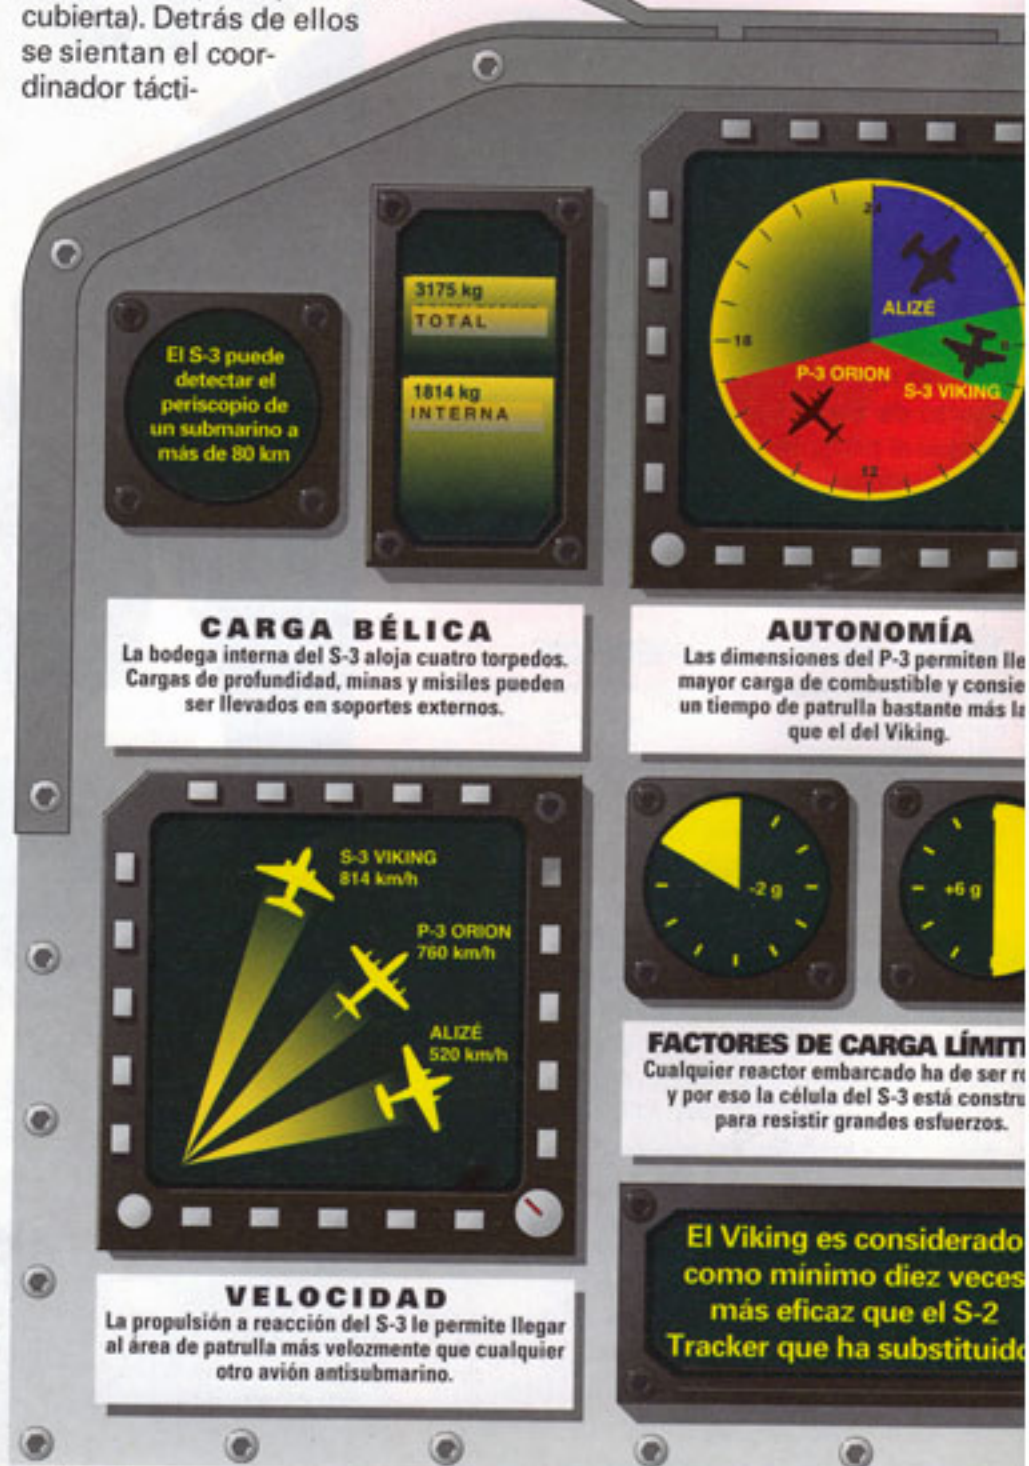 cubierta). Detrás de ellos
se sientan el coor-
dinador tácti-
El S-3 puede
detectar el
periscopio de
un submarino a
más de 80 km
3175 kg
TOTAL
1814 kg
INTERNA
24
ALIZÉ
6
18
P-3 ORION
S-3 VIKING
12
CARGA BÉLICA
La bodega interna del S-3 aloja cuatro torpedos.
Cargas de profundidad, minas y misiles pueden
ser llevados en soportes externos.
AUTONOMÍA
Las dimensiones del P-3 permiten lle
mayor carga de combustible y consie
un tiempo de patrulla bastante más la
que el del Viking.
S-3 VIKING
814 km/h
P-3 ORION
760 km/h
ALIZÉ
520 km/h
-2 g
+6 g
FACTORES DE CARGA LÍMIT
Cualquier reactor embarcado ha de ser r
y por eso la célula del S-3 está constru
para resistir grandes esfuerzos.
VELOCIDAD
La propulsión a reacción del S-3 le permite llegar
al área de patrulla más velozmente que cualquier
otro avión antisubmarino.
El Viking es considerado
como mínimo diez veces
más eficaz que el S-2
Tracker que ha substituido